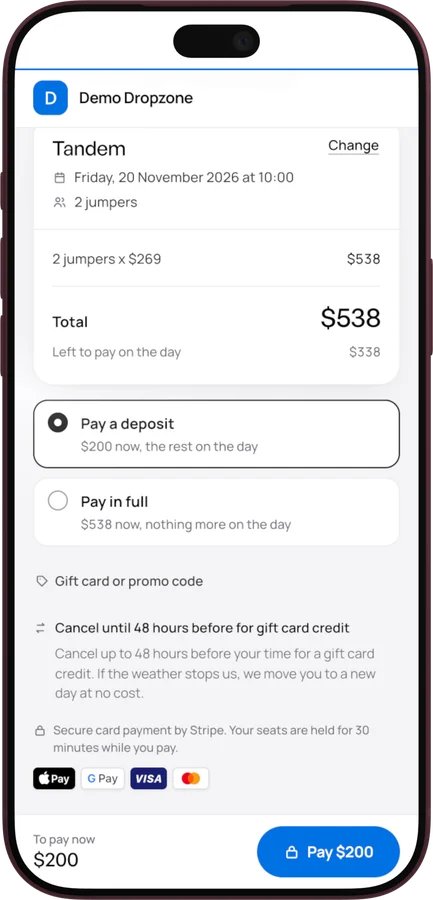 D Demo Dropzone
Tandem Change
Friday, 20 November 2026 at 10:00
2 jumpers
2 jumpers x $269 $538
Total $538
Left to pay on the day $338
Pay a deposit
$200 now, the rest on the day
Pay in full
$538 now, nothing more on the day
Gift card or promo code
Cancel until 48 hours before for gift card credit
Cancel up to 48 hours before your time for a gift card
credit. If the weather stops us, we move you to a new
day at no cost.
Secure card payment by Stripe. Your seats are held for 30
minutes while you pay.
Pay G Pay VISA
To pay now
$200 Pay $200